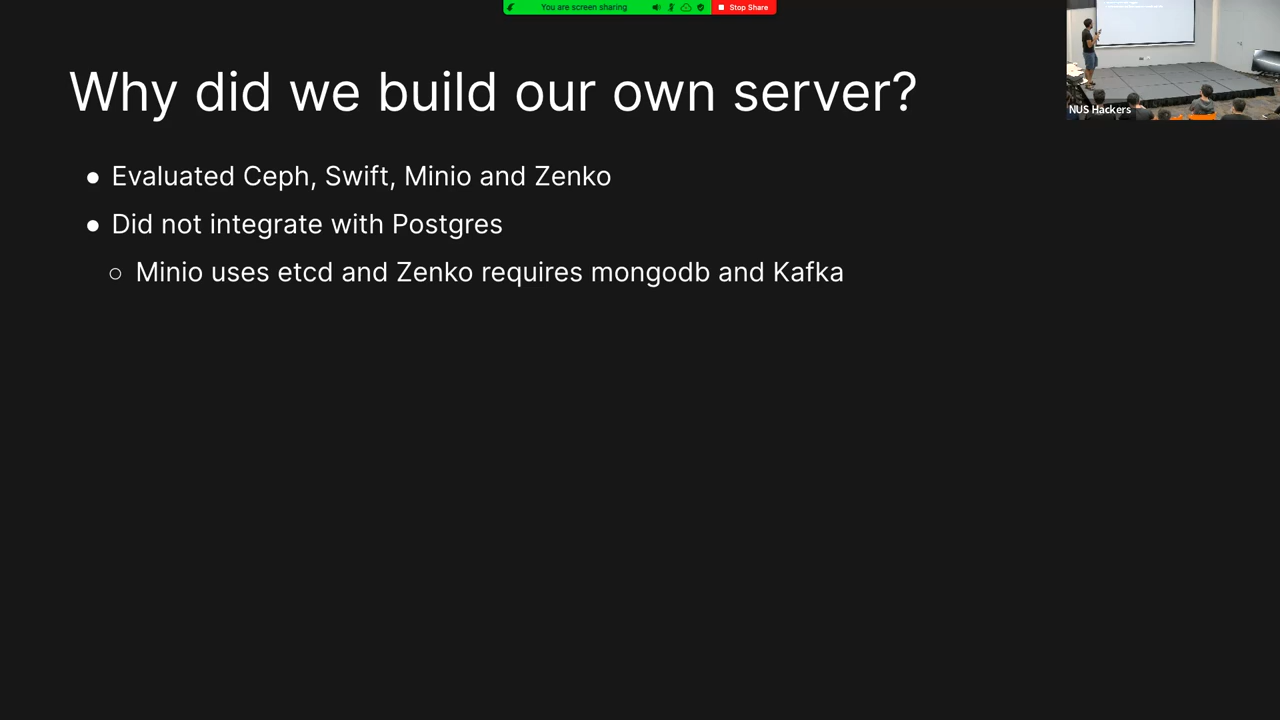 You are screen sharing
Stop Share
Why did we build our own server?
● Evaluated Ceph, Swift, Minio and Zenko
● Did not integrate with Postgres
○ Minio uses etcd and Zenko requires mongodb and Kafka
NUS Hackers